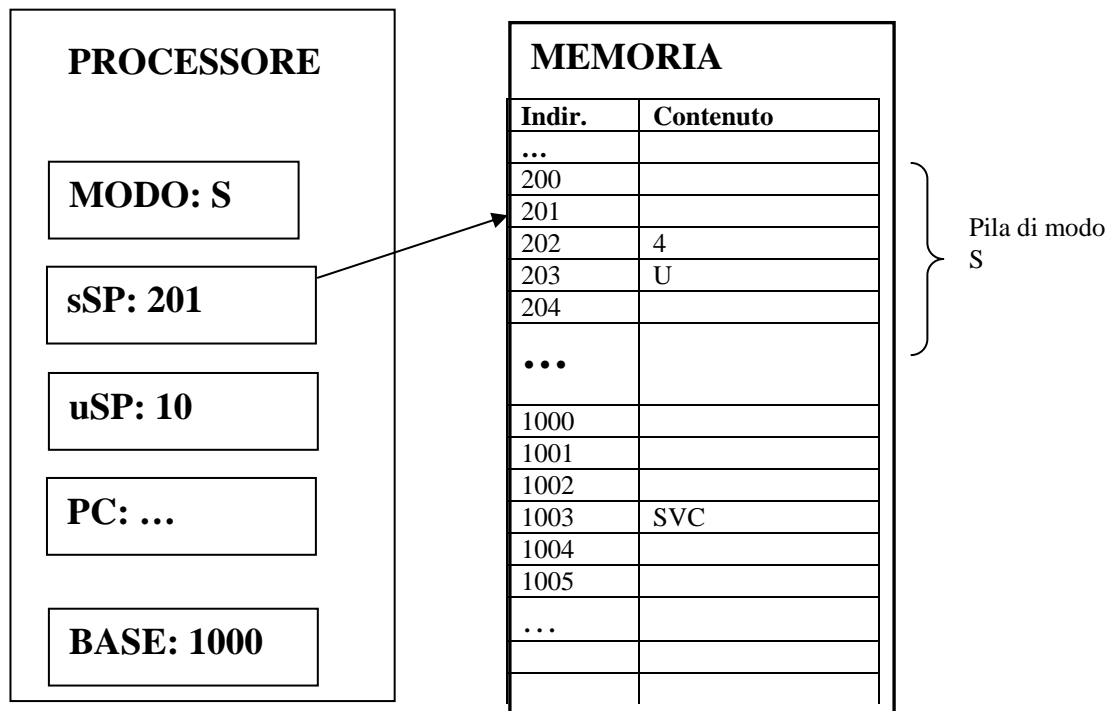 PROCESSORE
MODO: S
sSP: 201
uSP: 10
PC: …
BASE: 1000
MEMORIA
Indir. Contenuto
…
200
201
202 4
203 U
204
…
1000
1001
1002
1003 SVC
1004
1005
…
Pila di modo
S